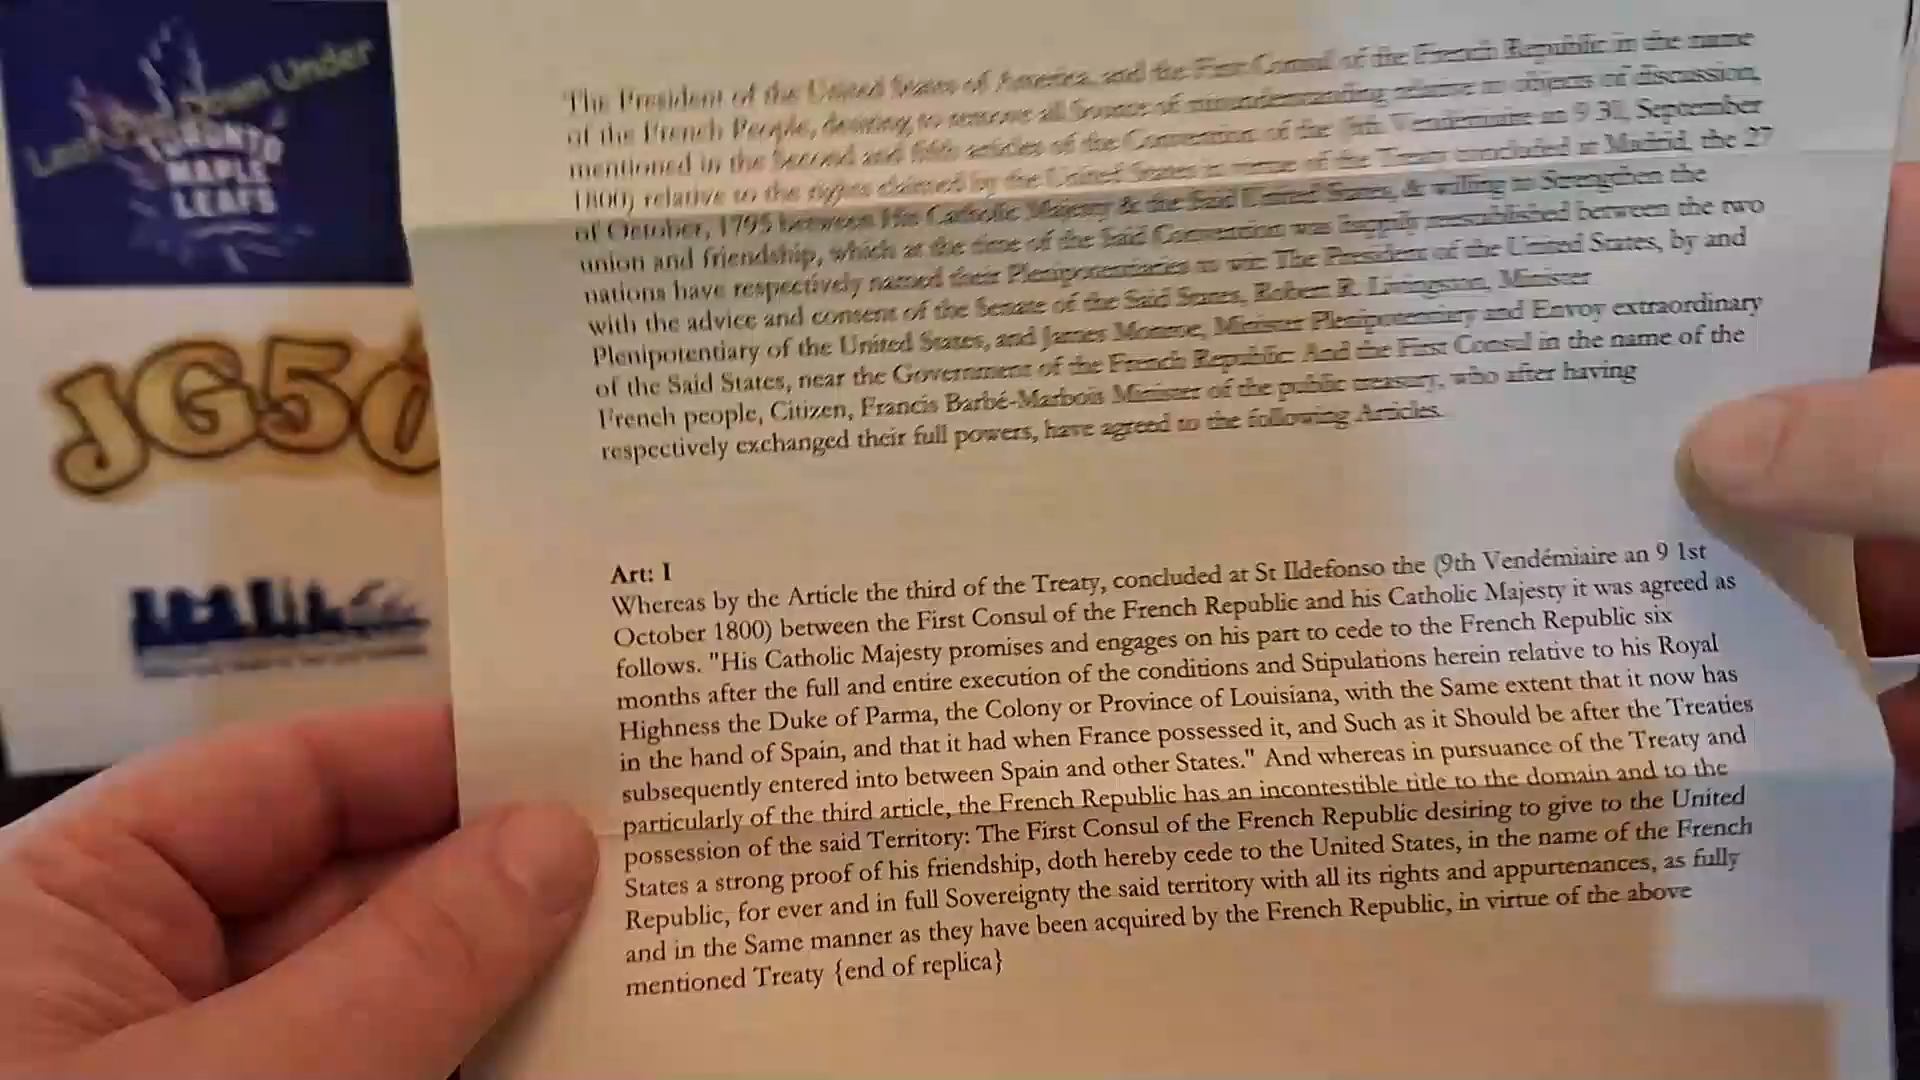 Down Under
TORONTO
MAPLE
LEAFS
JG50
The President of the United States of America, and the First Consul of the French Republic in the name
of the French People, desiring to remove all Source of misunderstanding relative to objects of discussion,
mentioned in the Second and fifth articles of the Convention of the 8th Vendémiaire an 9 30, September
1800) relative to the rights claimed by the United States in virtue of the Treaty concluded at Madrid, the 27
of October, 1795 between His Catholic Majesty & the Said United States, & willing to Strengthen the
union and friendship, which at the time of the Said Convention was happily reestablished between the two
nations have respectively named their Plenipotentiaries to wit: The President of the United States, by and
with the advice and consent of the Senate of the Said States, Robert R. Livingston, Minister
Plenipotentiary of the United States, and James Monroe, Minister Plenipotentiary and Envoy extraordinary
of the Said States, near the Government of the French Republic: And the First Consul in the name of the
French people, Citizen, Francis Barbé-Marbois Minister of the public treasury, who after having
respectively exchanged their full powers, have agreed to the following Articles.
Art: I
Whereas by the Article the third of the Treaty, concluded at St Ildefonso the (9th Vendémiaire an 9 1st
October 1800) between the First Consul of the French Republic and his Catholic Majesty it was agreed as
follows. "His Catholic Majesty promises and engages on his part to cede to the French Republic six
months after the full and entire execution of the conditions and Stipulations herein relative to his Royal
Highness the Duke of Parma, the Colony or Province of Louisiana, with the Same extent that it now has
in the hand of Spain, and that it had when France possessed it, and Such as it Should be after the Treaties
subsequently entered into between Spain and other States." And whereas in pursuance of the Treaty and
particularly of the third article, the French Republic has an incontestible title to the domain and to the
possession of the said Territory: The First Consul of the French Republic desiring to give to the United
States a strong proof of his friendship, doth hereby cede to the United States, in the name of the French
Republic, for ever and in full Sovereignty the said territory with all its rights and appurtenances, as fully
and in the Same manner as they have been acquired by the French Republic, in virtue of the above
mentioned Treaty {end of replica}